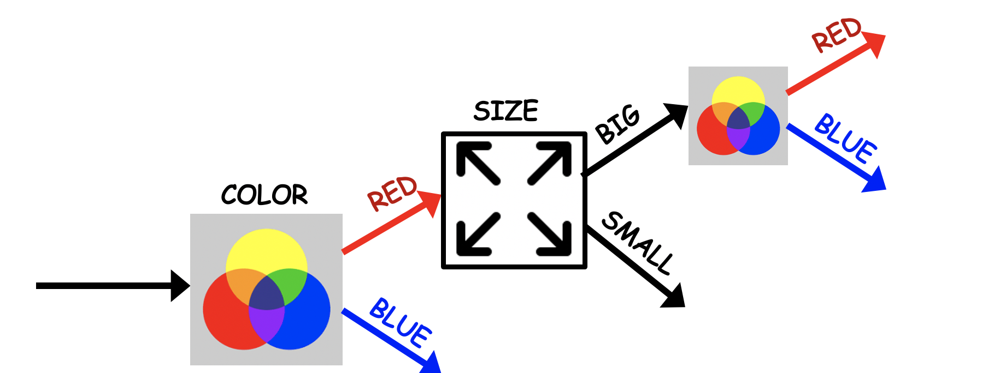 COLOR
RED
BLUE
SIZE
BIG
SMALL
RED
BLUE